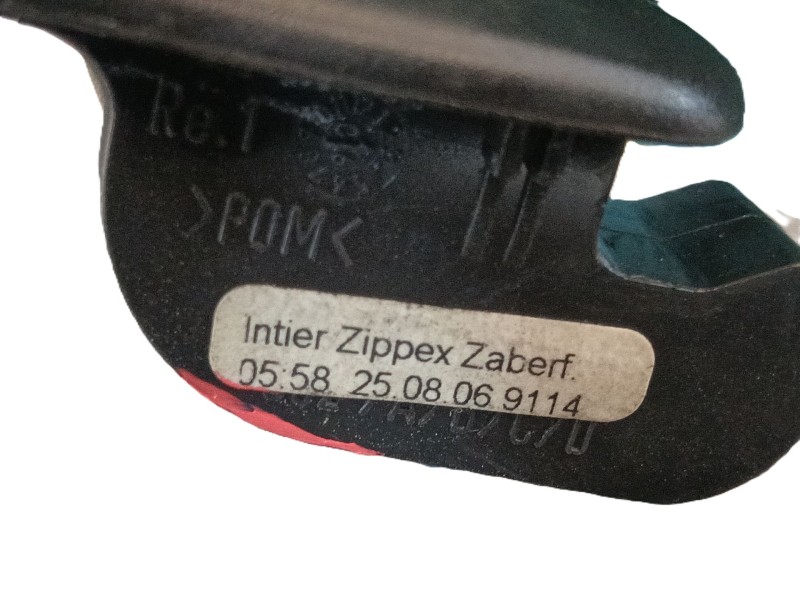 Re.1
>POM<
Intier Zippex Zaberf.
05:58 25.08.06 9114